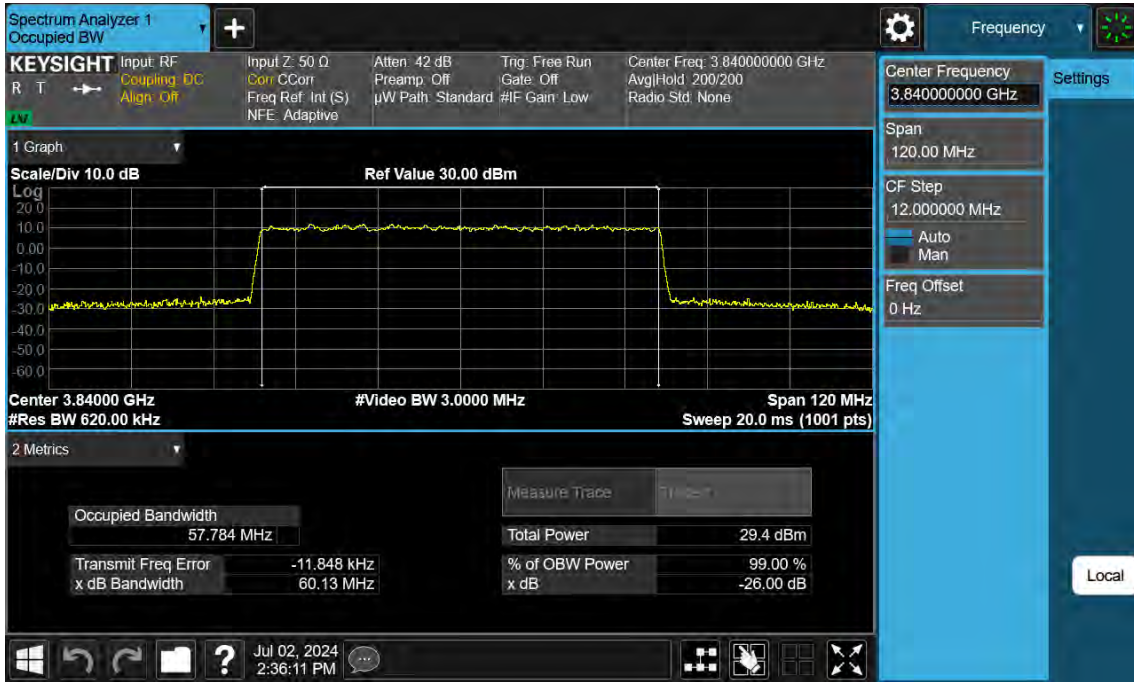 Spectrum Analyzer 1
Occupied BW
Frequency
KEYSIGHT
R T
LNI
Input: RF
Coupling: DC
Align: Off
Input Z: 50 Ω
Corr CCorr
Freq Ref: Int (S)
NFE: Adaptive
Atten: 42 dB
Preamp: Off
µW Path: Standard
Trig: Free Run
Gate: Off
#IF Gain: Low
Center Freq: 3.840000000 GHz
Avg|Hold: 200/200
Radio Std: None
Center Frequency
3.840000000 GHz
Settings
Span
120.00 MHz
CF Step
12.000000 MHz
Auto
Man
Freq Offset
0 Hz
Local
1 Graph
Scale/Div 10.0 dB
Ref Value 30.00 dBm
Log
20.0
10.0
0.00
-10.0
-20.0
-30.0
-40.0
-50.0
-60.0
Center 3.84000 GHz
#Video BW 3.0000 MHz
Span 120 MHz
#Res BW 620.00 kHz
Sweep 20.0 ms (1001 pts)
2 Metrics
Measure Trace
Occupied Bandwidth
57.784 MHz
Total Power 29.4 dBm
Transmit Freq Error -11.848 kHz
% of OBW Power 99.00 %
x dB Bandwidth 60.13 MHz
x dB -26.00 dB
?
Jul 02, 2024
2:36:11 PM